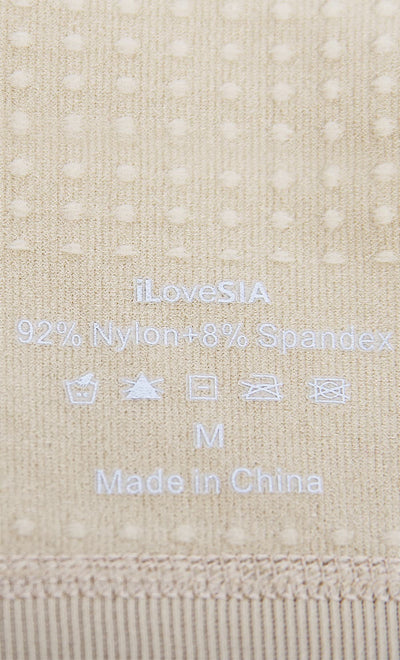 iLoveSIA
92% Nylon+8% Spandex
M
Made in China